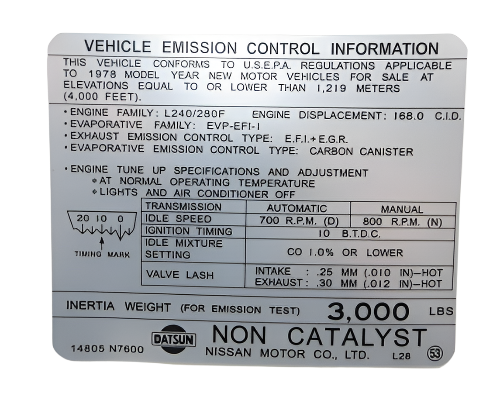 VEHICLE EMISSION CONTROL INFORMATION
THIS VEHICLE CONFORMS TO U.S.E.P.A. REGULATIONS APPLICABLE
TO 1978 MODEL YEAR NEW MOTOR VEHICLES FOR SALE AT
ELEVATIONS EQUAL TO OR LOWER THAN 1,219 METERS
(4,000 FEET).
• ENGINE FAMILY: L240/280F ENGINE DISPLACEMENT: 168.0 C.I.D.
• EVAPORATIVE FAMILY: EVP-EFI-1
• EXHAUST EMISSION CONTROL TYPE: E.F.I.+E.G.R.
• EVAPORATIVE EMISSION CONTROL TYPE: CARBON CANISTER
• ENGINE TUNE UP SPECIFICATIONS AND ADJUSTMENT
* AT NORMAL OPERATING TEMPERATURE
* LIGHTS AND AIR CONDITIONER OFF
20 10 0
TIMING MARK
TRANSMISSION AUTOMATIC MANUAL
IDLE SPEED 700 R.P.M. (D) 800 R.P.M. (N)
IGNITION TIMING 10 B.T.D.C.
IDLE MIXTURE
SETTING CO 1.0% OR LOWER
VALVE LASH INTAKE : .25 MM (.010 IN)-HOT
EXHAUST : .30 MM (.012 IN)-HOT
INERTIA WEIGHT (FOR EMISSION TEST) 3,000 LBS
14805 N7600 DATSUN NON CATALYST
NISSAN MOTOR CO., LTD. L28 53